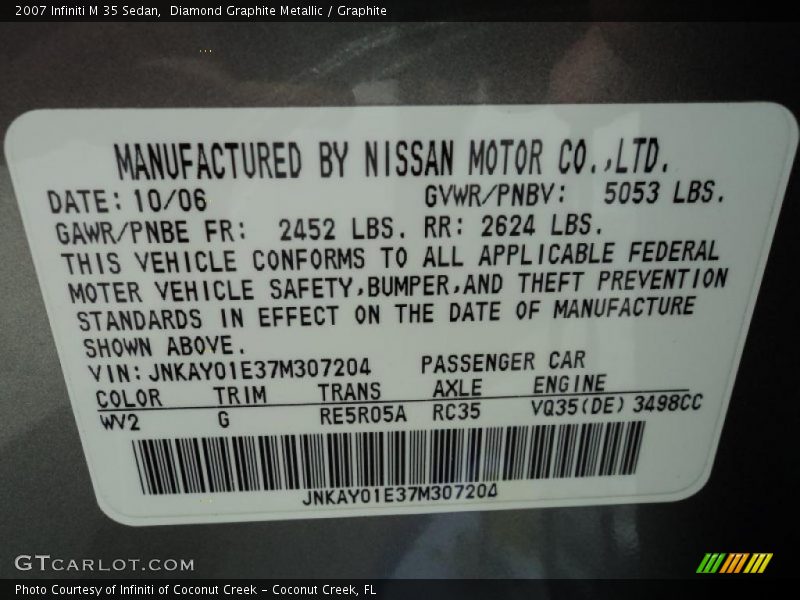 2007 Infiniti M 35 Sedan,  Diamond Graphite Metallic / Graphite
MANUFACTURED BY NISSAN MOTOR CO.,LTD.
DATE: 10/06 GVWR/PNBV: 5053 LBS.
GAWR/PNBE FR: 2452 LBS. RR: 2624 LBS.
THIS VEHICLE CONFORMS TO ALL APPLICABLE FEDERAL
MOTER VEHICLE SAFETY,BUMPER,AND THEFT PREVENTION
STANDARDS IN EFFECT ON THE DATE OF MANUFACTURE
SHOWN ABOVE.
VIN: JNKAY01E37M307204 PASSENGER CAR
COLOR TRIM TRANS AXLE ENGINE
WV2 G RE5R05A RC35 VQ35(DE) 3498CC
JNKAY01E37M307204
GTCARLOT.COM
Photo Courtesy of Infiniti of Coconut Creek - Coconut Creek, FL